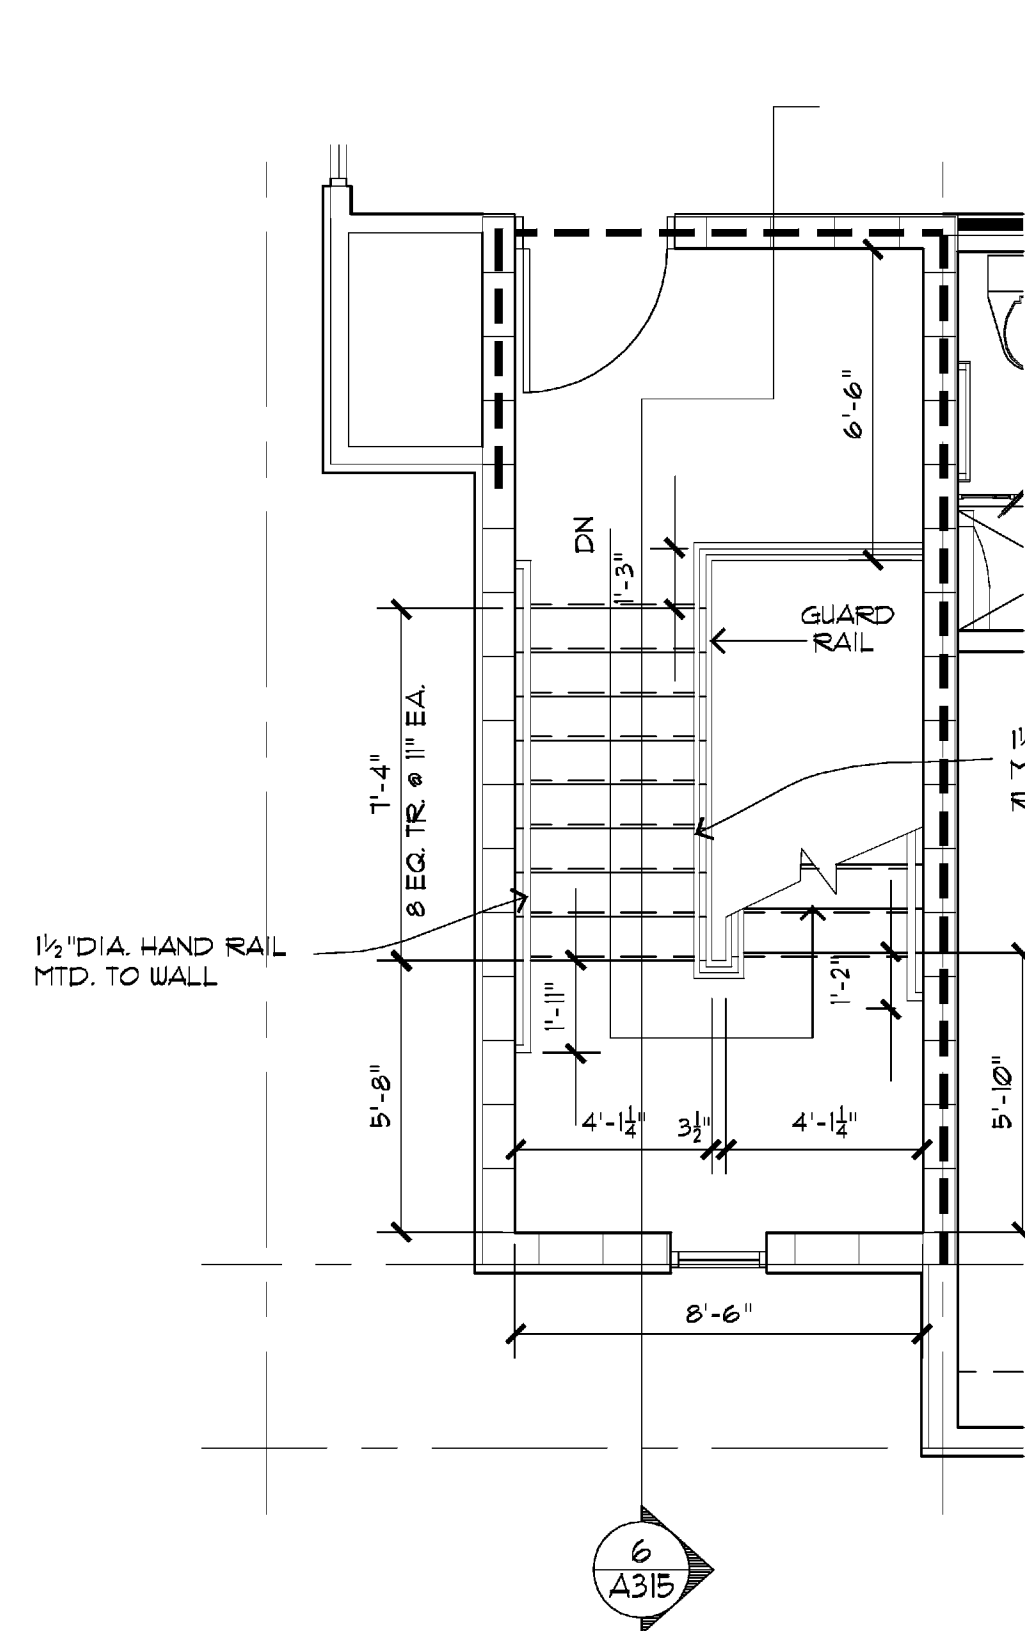 6'-6"
DN
1'-3"
GUARD
RAIL
7'-4"
8 EQ. TR. @ 11" EA.
1½"DIA. HAND RAIL
MTD. TO WALL
1'-11"
1'-2"
5'-8"
5'-10"
4'-1¼"
3½"
4'-1¼"
8'-6"
6
A315